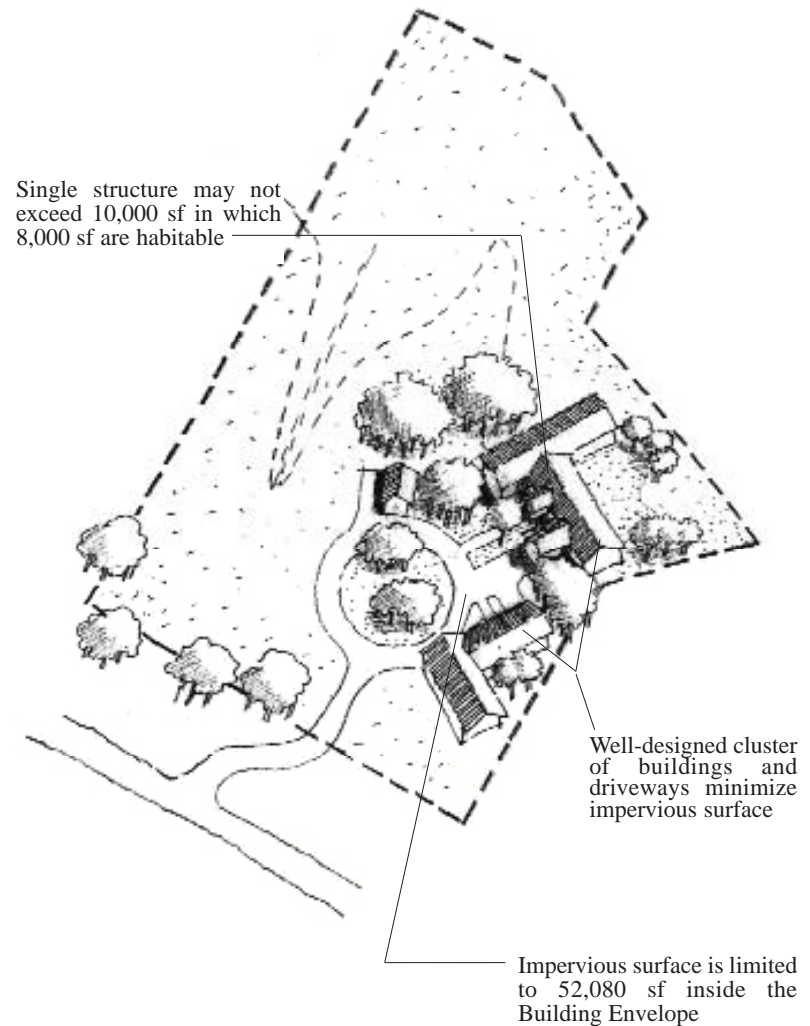 Single structure may not
exceed 10,000 sf in which
8,000 sf are habitable
Well-designed cluster
of buildings and
driveways minimize
impervious surface
Impervious surface is limited
to 52,080 sf inside the
Building Envelope